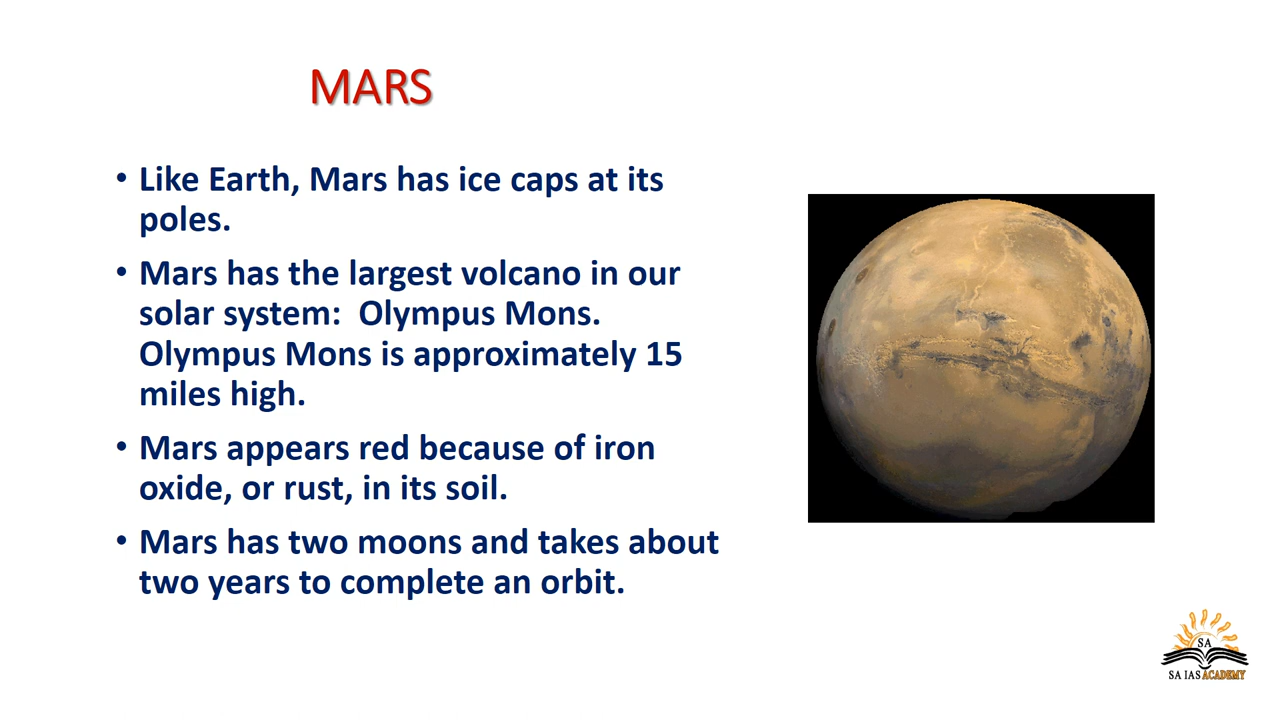 MARS
• Like Earth, Mars has ice caps at its
poles.
• Mars has the largest volcano in our
solar system:  Olympus Mons.
Olympus Mons is approximately 15
miles high.
• Mars appears red because of iron
oxide, or rust, in its soil.
• Mars has two moons and takes about
two years to complete an orbit.
SA
SA IAS ACADEMY